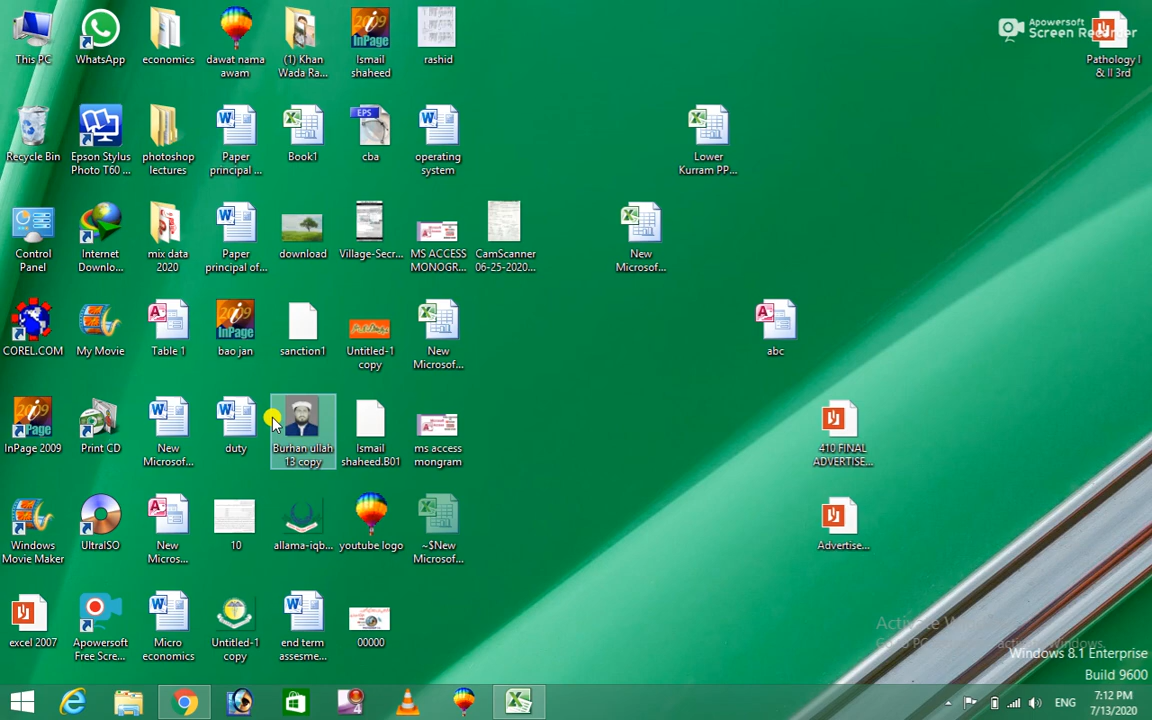 This PC
WhatsApp
economics
dawat nama
awam
(1) Khan
Wada Ra...
2009
InPage
Ismail
shaheed
rashid
Apowersoft
Screen Recorder
Pathology I
& II 3rd
Recycle Bin
Epson Stylus
Photo T60 ...
photoshop
lectures
Paper
principal ...
Book1
EPS
cba
operating
system
Lower
Kurram PP...
Control
Panel
Internet
Downlo...
mix data
2020
Paper
principal of...
download
Village-Secr...
MS ACCESS
MONOGR...
CamScanner
06-25-2020...
New
Microsof...
COREL.COM
My Movie
Table 1
2009
InPage
bao jan
sanction1
Untitled-1
copy
New
Microsof...
abc
2009
InPage
InPage 2009
Print CD
New
Microsof...
duty
Burhan ullah
13 copy
Ismail
shaheed.B01
ms access
mongram
410 FINAL
ADVERTISE...
Windows
Movie Maker
UltraISO
New
Micros...
10
allama-iqb...
youtube logo
~$New
Microsof...
Advertise...
excel 2007
Apowersoft
Free Scre...
Micro
economics
Untitled-1
copy
end term
assesme...
00000
Activate
Windows 8.1 Enterprise
Build 9600
ENG
7:12 PM
7/13/2020